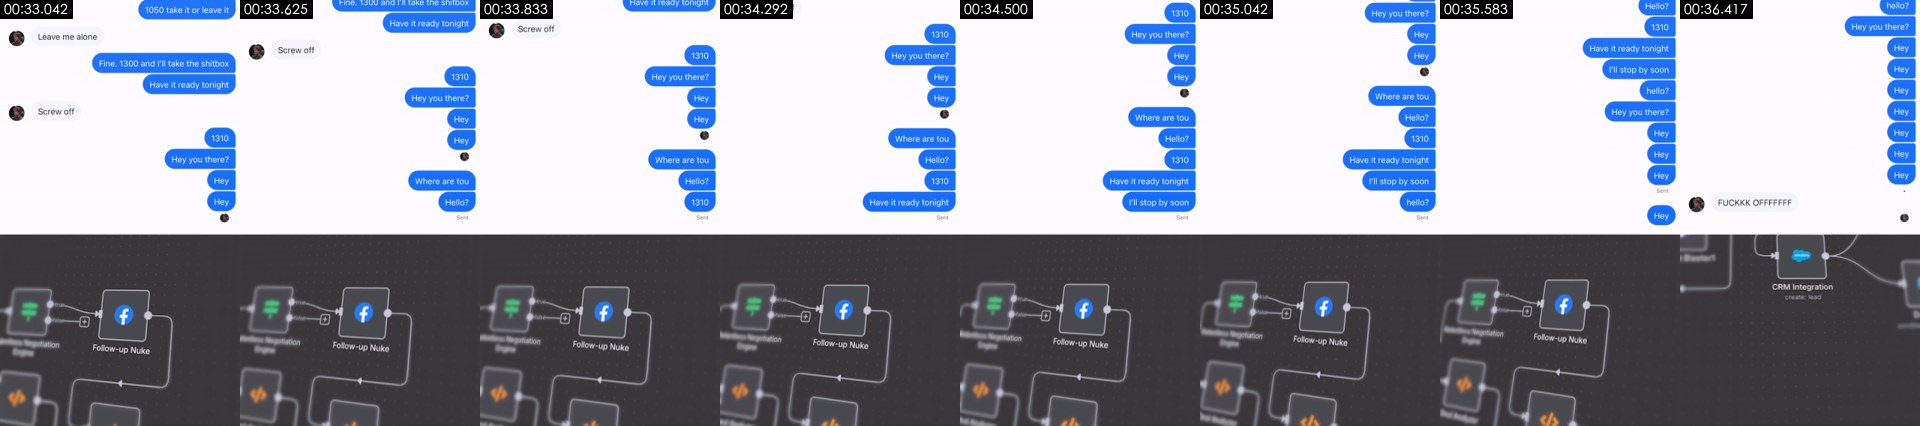 00:33.042
1050 take it or leave it
Leave me alone
Fine. 1300 and I'll take the shitbox
Have it ready tonight
Screw off
1310
Hey you there?
Hey
Hey
Follow-up Nuke
00:33.625
Fine. 1300 and I'll take the shitbox
Have it ready tonight
Screw off
1310
Hey you there?
Hey
Hey
Where are tou
Hello?
Sent
Follow-up Nuke
00:33.833
Have it ready tonight
Screw off
1310
Hey you there?
Hey
Hey
Where are tou
Hello?
1310
Sent
Follow-up Nuke
00:34.292
1310
Hey you there?
Hey
Hey
Where are tou
Hello?
1310
Have it ready tonight
Sent
Follow-up Nuke
00:34.500
1310
Hey you there?
Hey
Hey
Where are tou
Hello?
1310
Have it ready tonight
I'll stop by soon
Sent
Follow-up Nuke
00:35.042
Hey you there?
Hey
Hey
Where are tou
Hello?
1310
Have it ready tonight
I'll stop by soon
hello?
Sent
Follow-up Nuke
00:35.583
Hello?
1310
Have it ready tonight
I'll stop by soon
hello?
Hey you there?
Hey
Hey
Hey
Sent
Hey
Follow-up Nuke
00:36.417
hello?
Hey you there?
Hey
Hey
Hey
Hey
Hey
Hey
Hey
FUCKKK OFFFFFFF
CRM Integration
create: lead